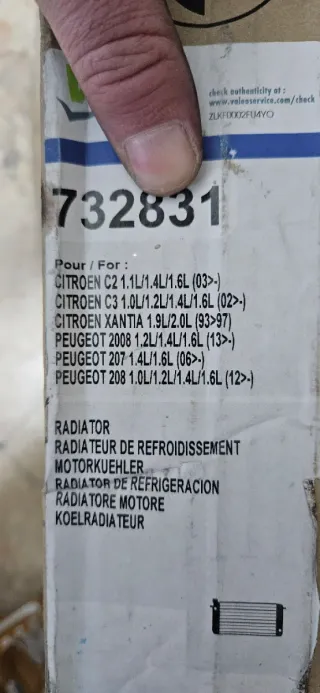 check authenticity at :
www.valeoservice.com/check
732831
Pour / For :
CITROEN C2 1.1L/1.4L/1.6L (03>-)
CITROEN C3 1.0L/1.2L/1.4L/1.6L (02>-)
CITROEN XANTIA 1.9L/2.0L (93>97)
PEUGEOT 2008 1,2L/1.4L/1.6L (13>-)
PEUGEOT 207 1.4L/1.6L (06>-)
PEUGEOT 208 1.0L/1.2L/1.4L/1.6L (12>-)
RADIATOR
RADIATEUR DE REFROIDISSEMENT
MOTORKUEHLER
RADIATOR DE REFRIGERACION
RADIATORE MOTORE
KOELRADIATEUR